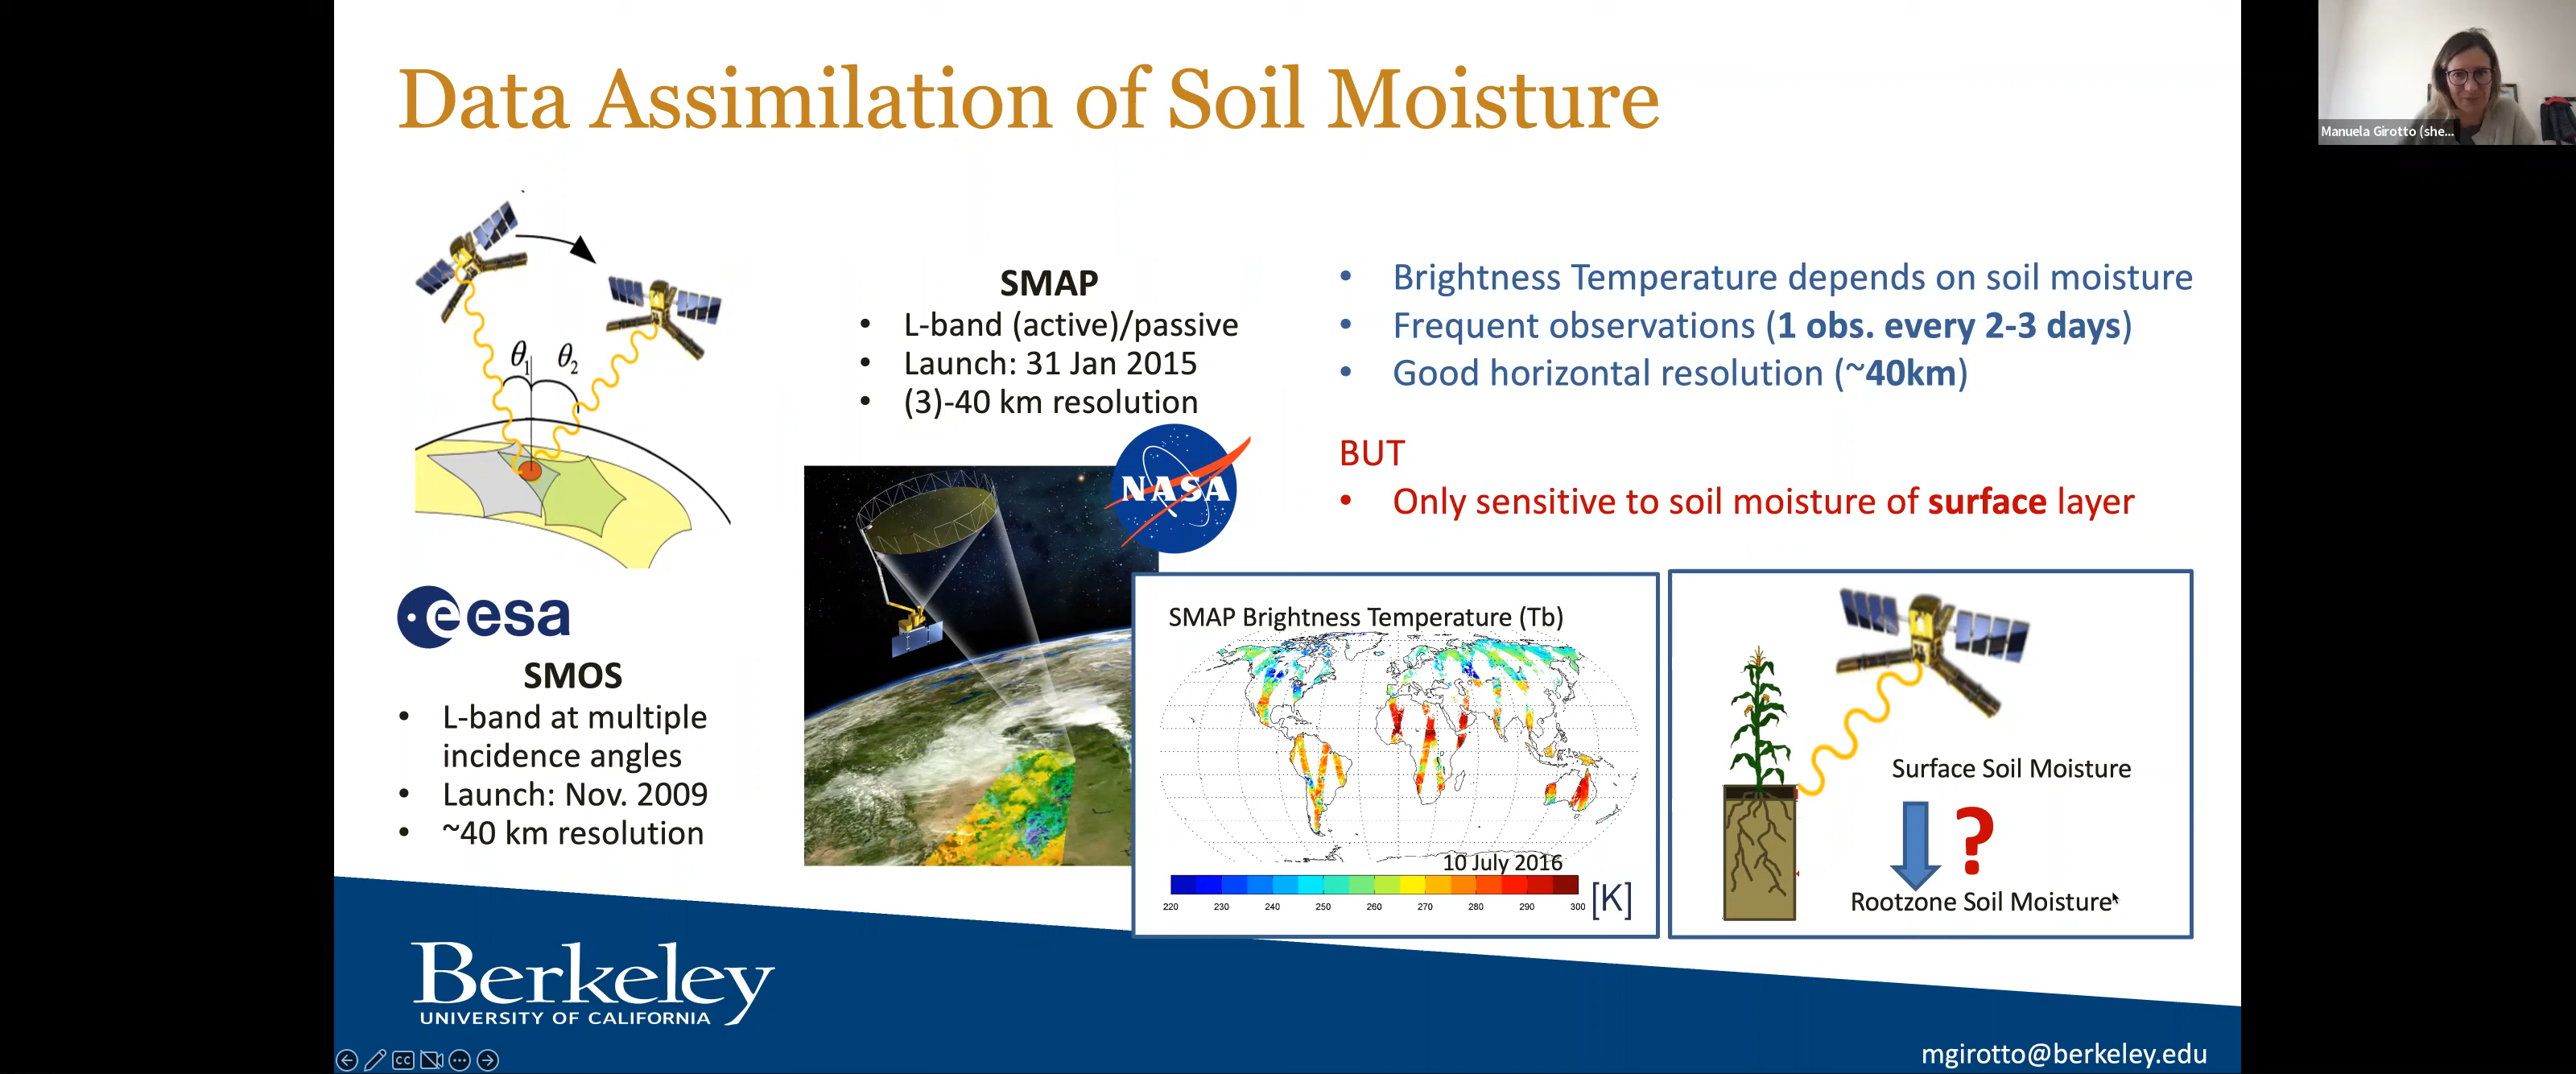 Data Assimilation of Soil Moisture
Manuela Girotto (she...
θ1 θ2
esa
SMOS
• L-band at multiple
incidence angles
• Launch: Nov. 2009
• ~40 km resolution
SMAP
• L-band (active)/passive
• Launch: 31 Jan 2015
• (3)-40 km resolution
NASA
• Brightness Temperature depends on soil moisture
• Frequent observations (1 obs. every 2-3 days)
• Good horizontal resolution (~40km)
BUT
• Only sensitive to soil moisture of surface layer
SMAP Brightness Temperature (Tb)
10 July 2016
220 230 240 250 260 270 280 290 300 [K]
Surface Soil Moisture
?
Rootzone Soil Moisture
Berkeley
UNIVERSITY OF CALIFORNIA
CC
mgirotto@berkeley.edu